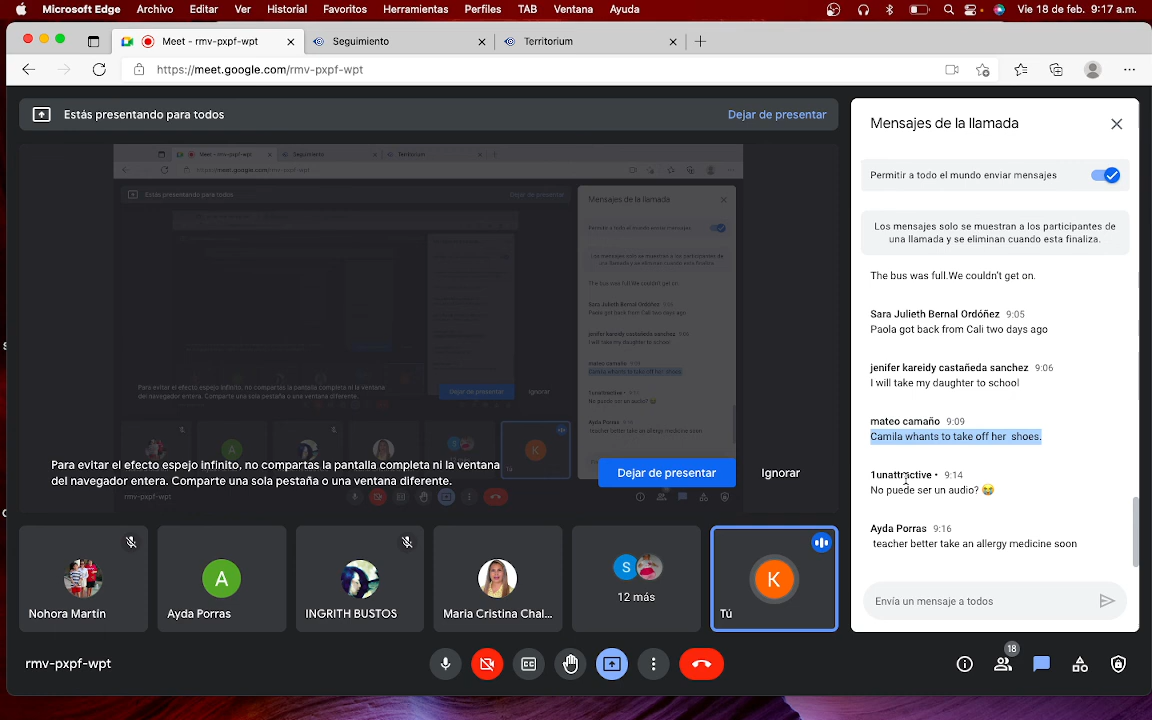 Microsoft Edge Archivo Editar Ver Historial Favoritos Herramientas Perfiles TAB Ventana Ayuda Vie 18 de feb. 9:17 a.m.
Meet - rmv-pxpf-wpt Seguimiento Territorium
https://meet.google.com/rmv-pxpf-wpt
Estás presentando para todos Dejar de presentar
Para evitar el efecto espejo infinito, no compartas la pantalla completa ni la ventana
del navegador entera. Comparte una sola pestaña o una ventana diferente.
Dejar de presentar Ignorar
Nohora Martín
A
Ayda Porras
INGRITH BUSTOS
Maria Cristina Chal...
S
12 más
K
Tú
rmv-pxpf-wpt
18
Mensajes de la llamada
Permitir a todo el mundo enviar mensajes
Los mensajes solo se muestran a los participantes de
una llamada y se eliminan cuando esta finaliza.
The bus was full.We couldn't get on.
Sara Julieth Bernal Ordóñez 9:05
Paola got back from Cali two days ago
jenifer kareidy castañeda sanchez 9:06
I will take my daughter to school
mateo camaño 9:09
Camila whants to take off her shoes.
1unattractive • 9:14
No puede ser un audio? 😭
Ayda Porras 9:16
teacher better take an allergy medicine soon
Envía un mensaje a todos